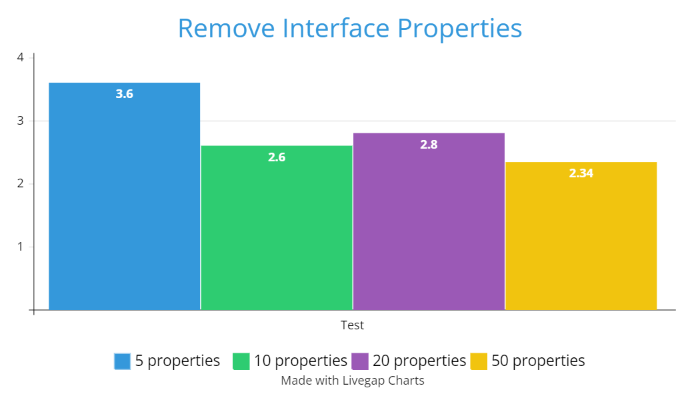 Remove Interface Properties
4
3
2
1
3.6
2.6
2.8
2.34
Test
5 properties 10 properties 20 properties 50 properties
Made with Livegap Charts